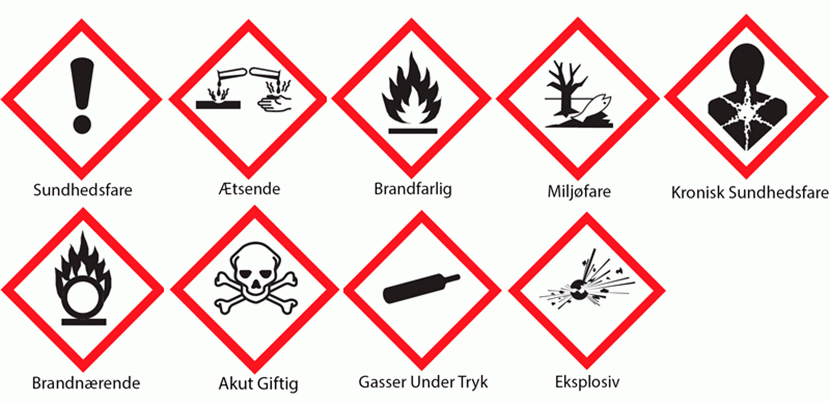 Sundhedsfare
Ætsende
Brandfarlig
Miljøfare
Kronisk Sundhedsfare
Brandnærende
Akut Giftig
Gasser Under Tryk
Eksplosiv